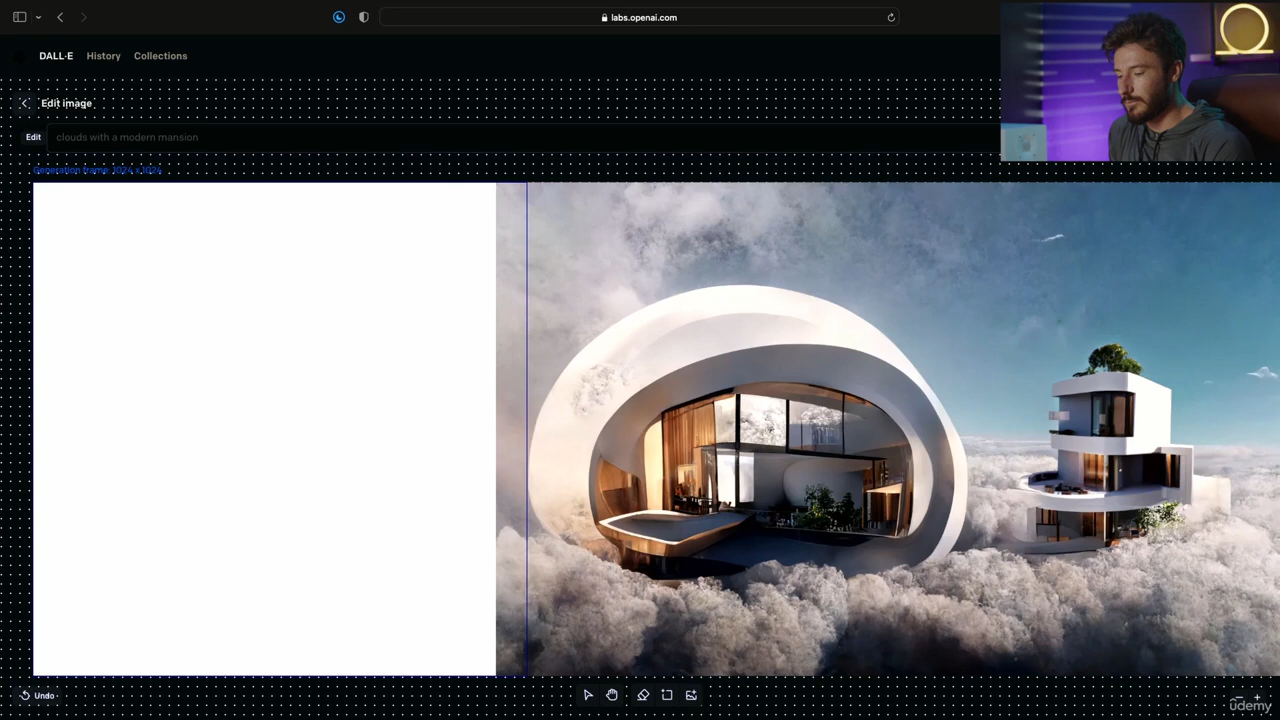 labs.openai.com
DALL·E History Collections
Edit image
Edit clouds with a modern mansion
Generation frame: 1024 x 1024
Undo
udemy